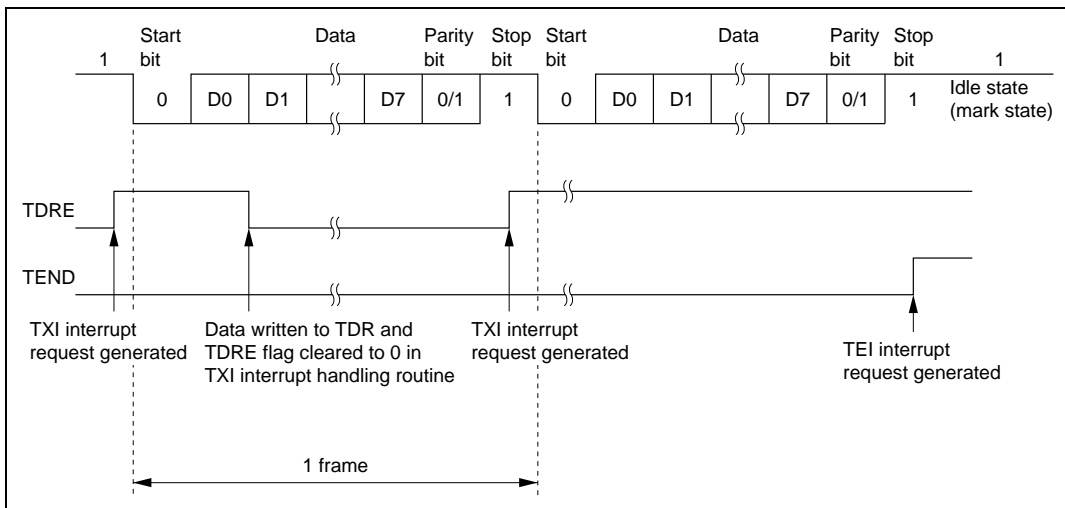 Start Data Parity Stop Start Data Parity Stop
1 bit bit bit bit bit bit 1
0 D0 D1 D7 0/1 1 0 D0 D1 D7 0/1 1 Idle state
(mark state)
TDRE
TEND
TXI interrupt
request generated
Data written to TDR and
TDRE flag cleared to 0 in
TXI interrupt handling routine
TXI interrupt
request generated
TEI interrupt
request generated
1 frame